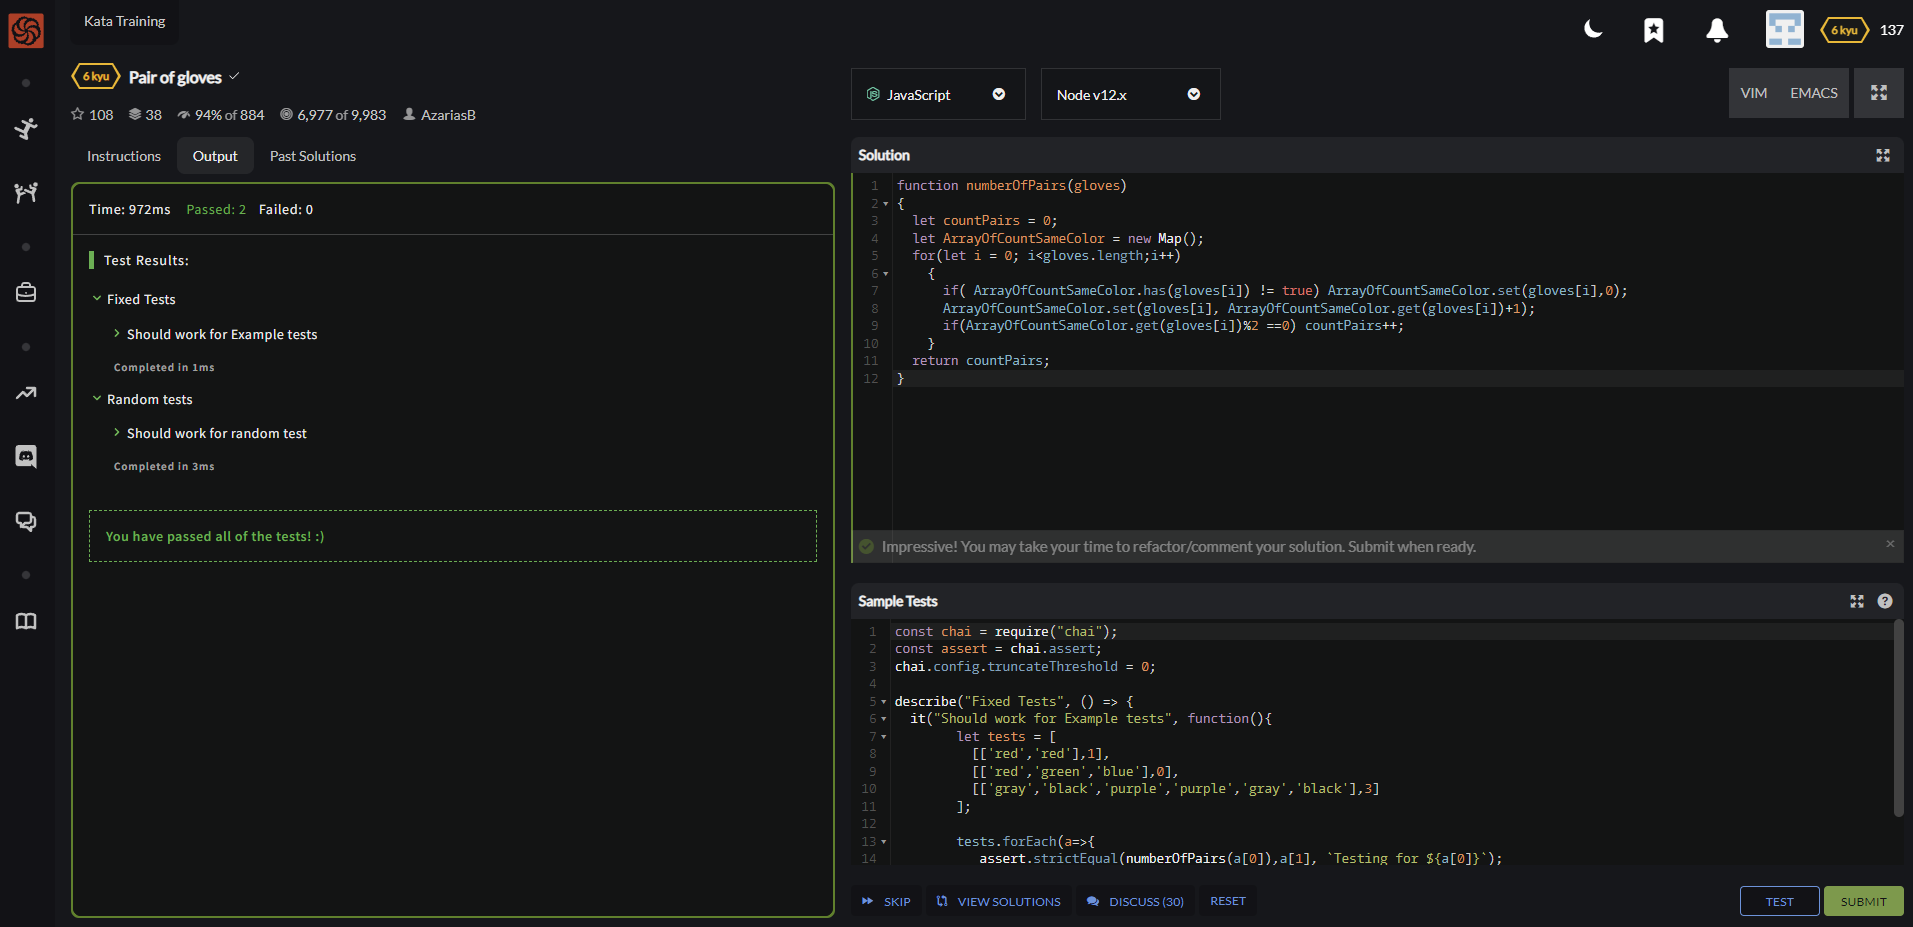 Kata Training
6 kyu 137
6 kyu Pair of gloves
108 38 94% of 884 6,977 of 9,983 AzariasB
Instructions Output Past Solutions
Time: 972ms Passed: 2 Failed: 0
Test Results:
Fixed Tests
Should work for Example tests
Completed in 1ms
Random tests
Should work for random test
Completed in 3ms
You have passed all of the tests! :)
JavaScript Node v12.x VIM EMACS
Solution
1 function numberOfPairs(gloves)
2 {
3 let countPairs = 0;
4 let ArrayOfCountSameColor = new Map();
5 for(let i = 0; i<gloves.length;i++)
6 {
7 if( ArrayOfCountSameColor.has(gloves[i]) != true) ArrayOfCountSameColor.set(gloves[i],0);
8 ArrayOfCountSameColor.set(gloves[i], ArrayOfCountSameColor.get(gloves[i])+1);
9 if(ArrayOfCountSameColor.get(gloves[i])%2 ==0) countPairs++;
10 }
11 return countPairs;
12 }
Impressive! You may take your time to refactor/comment your solution. Submit when ready.
Sample Tests
1 const chai = require("chai");
2 const assert = chai.assert;
3 chai.config.truncateThreshold = 0;
4
5 describe("Fixed Tests", () => {
6 it("Should work for Example tests", function(){
7 let tests = [
8 [['red','red'],1],
9 [['red','green','blue'],0],
10 [['gray','black','purple','purple','gray','black'],3]
11 ];
12
13 tests.forEach(a=>{
14 assert.strictEqual(numberOfPairs(a[0]),a[1], `Testing for ${a[0]}`);
SKIP VIEW SOLUTIONS DISCUSS (30) RESET TEST SUBMIT